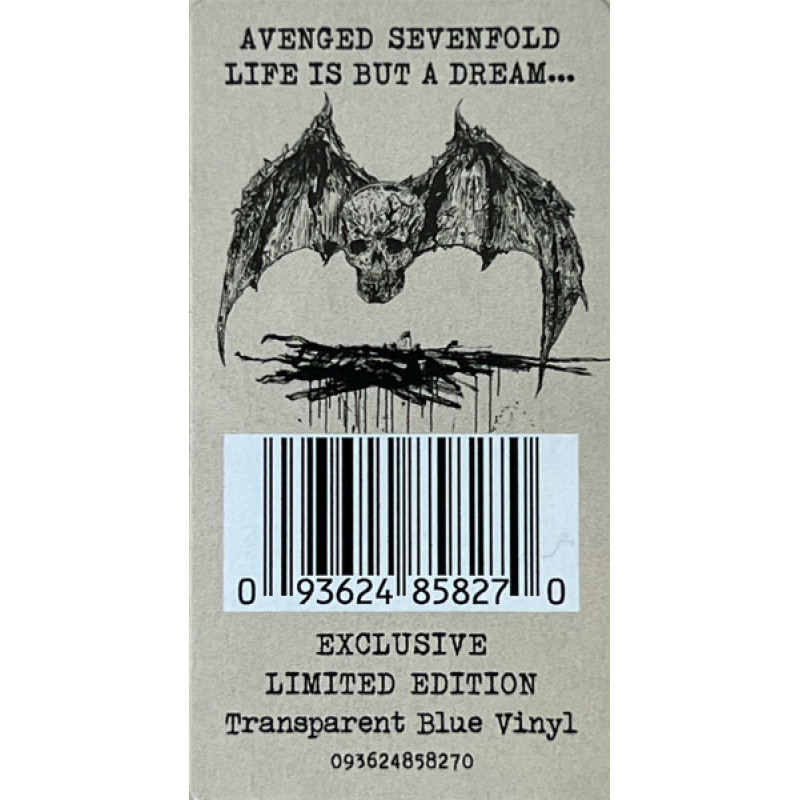 AVENGED SEVENFOLD
LIFE IS BUT A DREAM...
0 93624 85827 0
EXCLUSIVE
LIMITED EDITION
Transparent Blue Vinyl
093624858270